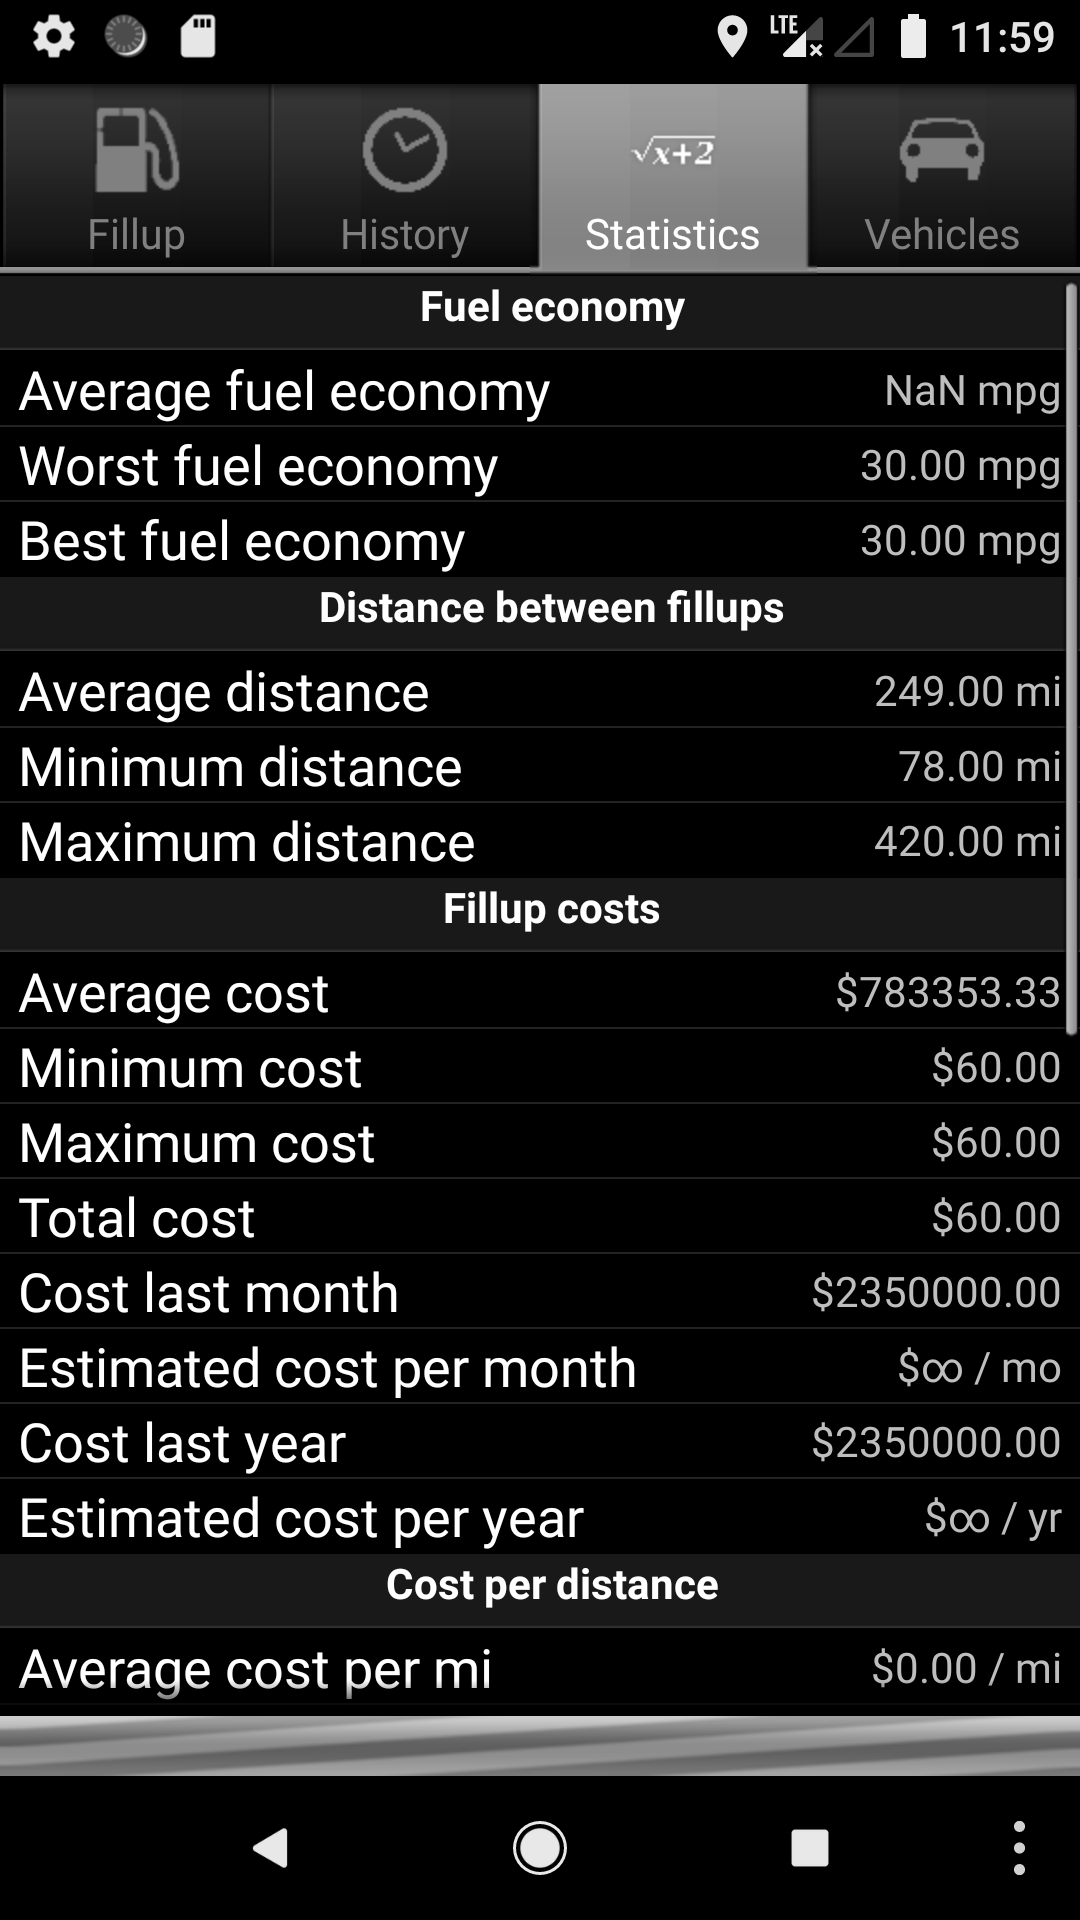 LTE 11:59
√x+2
Fillup History Statistics Vehicles
Fuel economy
Average fuel economy NaN mpg
Worst fuel economy 30.00 mpg
Best fuel economy 30.00 mpg
Distance between fillups
Average distance 249.00 mi
Minimum distance 78.00 mi
Maximum distance 420.00 mi
Fillup costs
Average cost $783353.33
Minimum cost $60.00
Maximum cost $60.00
Total cost $60.00
Cost last month $2350000.00
Estimated cost per month $∞ / mo
Cost last year $2350000.00
Estimated cost per year $∞ / yr
Cost per distance
Average cost per mi $0.00 / mi